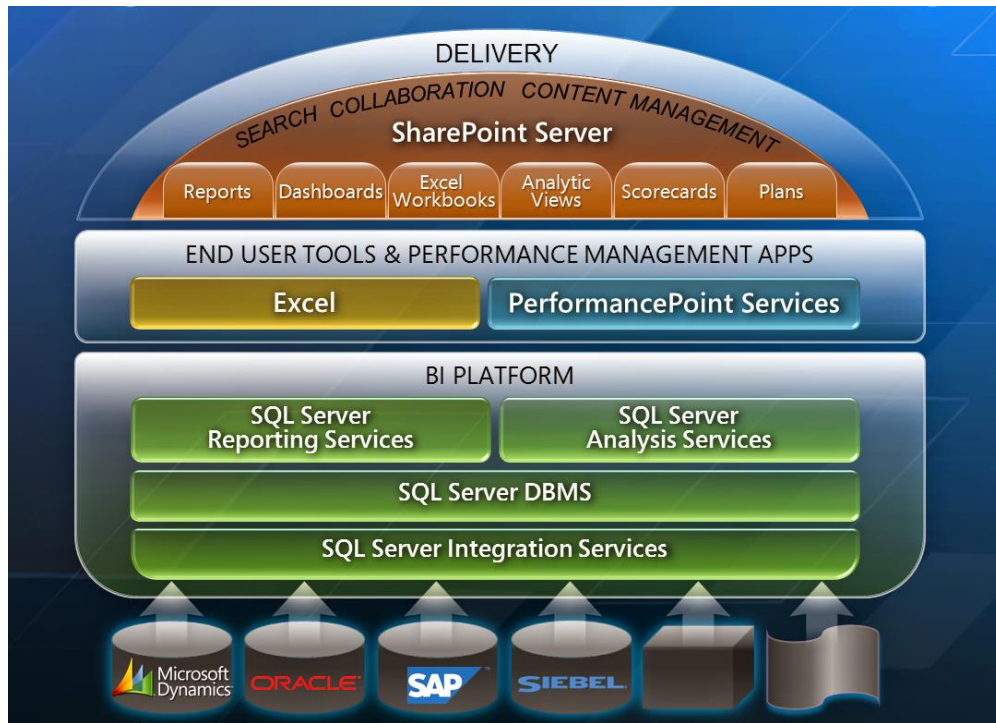 DELIVERY
SEARCH COLLABORATION CONTENT MANAGEMENT
SharePoint Server
Reports
Dashboards
Excel
Workbooks
Analytic
Views
Scorecards
Plans
END USER TOOLS & PERFORMANCE MANAGEMENT APPS
Excel
PerformancePoint Services
BI PLATFORM
SQL Server
Reporting Services
SQL Server
Analysis Services
SQL Server DBMS
SQL Server Integration Services
Microsoft
Dynamics
ORACLE
SAP
SIEBEL